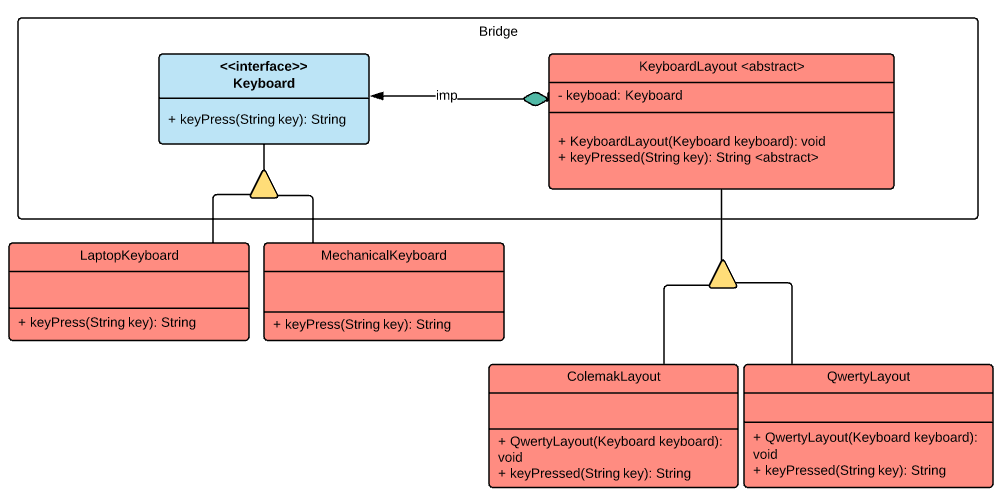 Bridge
<<interface>>
Keyboard
+ keyPress(String key): String
imp
KeyboardLayout <abstract>
- keyboad: Keyboard
+ KeyboardLayout(Keyboard keyboard): void
+ keyPressed(String key): String <abstract>
LaptopKeyboard
+ keyPress(String key): String
MechanicalKeyboard
+ keyPress(String key): String
ColemakLayout
+ QwertyLayout(Keyboard keyboard):
void
+ keyPressed(String key): String
QwertyLayout
+ QwertyLayout(Keyboard keyboard):
void
+ keyPressed(String key): String